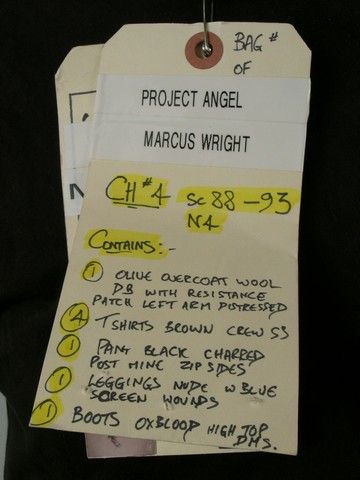 BAG #
OF
PROJECT ANGEL
MARCUS WRIGHT
CH#4 SC 88-93
N4
CONTAINS:-
1 OLIVE OVERCOAT WOOL
D.B WITH RESISTANCE
PATCH LEFT ARM DISTRESSED
4 TSHIRTS BROWN CREW SS
1 PANT BLACK CHARRED
POST MINE ZIP SIDES
1 LEGGINGS NUDE W BLUE
SCREEN WOUNDS
1 BOOTS OXBLOOD HIGH TOP
DMS.